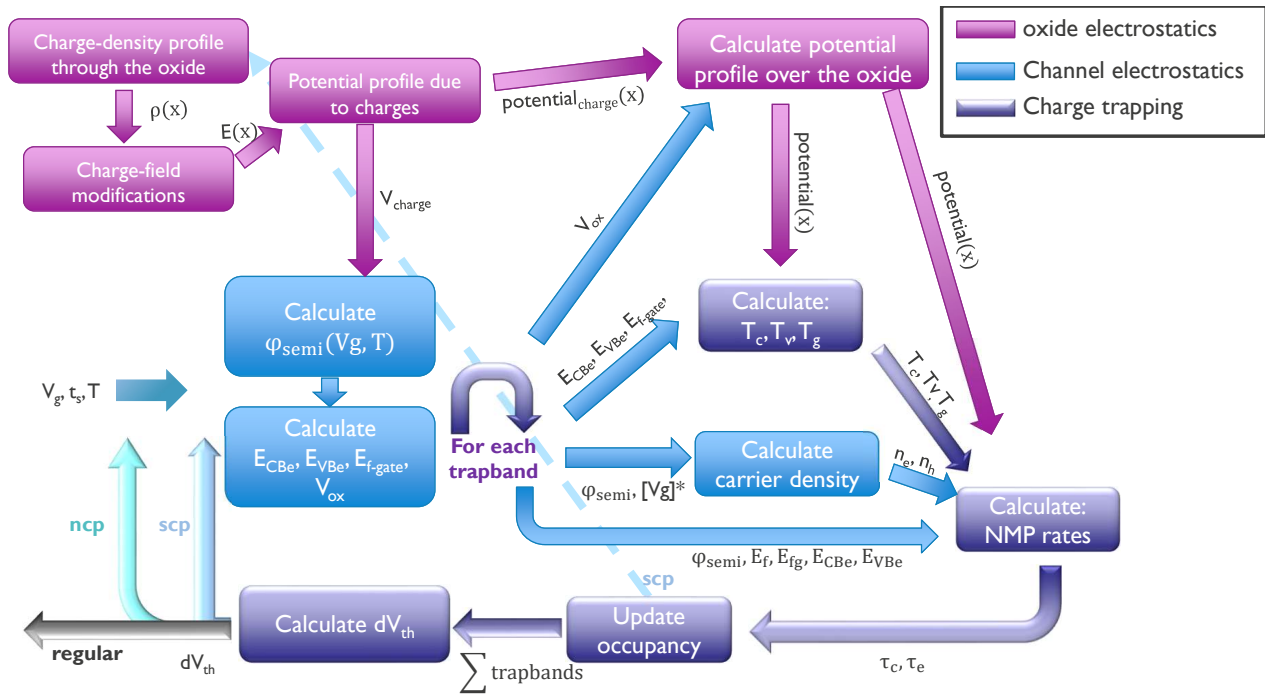 Charge-density profile
through the oxide
ρ(x)
Charge-field
modifications
E(x)
Potential profile due
to charges
potential_charge(x)
V_charge
Calculate potential
profile over the oxide
oxide electrostatics
Channel electrostatics
Charge trapping
V_ox
potential(x)
potential(x)
Calculate
φ_semi(Vg, T)
V_g, t_s, T
Calculate
E_CBe, E_VBe, E_f-gate,
V_ox
For each
trapband
E_CBe, E_VBe, E_f-gate,
Calculate:
T_c, T_v, T_g
T_c, T_v, T_g
φ_semi, [Vg]*
Calculate
carrier density
n_e, n_h
Calculate:
NMP rates
φ_semi, E_f, E_fg, E_CBe, E_VBe
ncp
scp
scp
regular
dV_th
Calculate dV_th
∑ trapbands
Update
occupancy
τ_c, τ_e